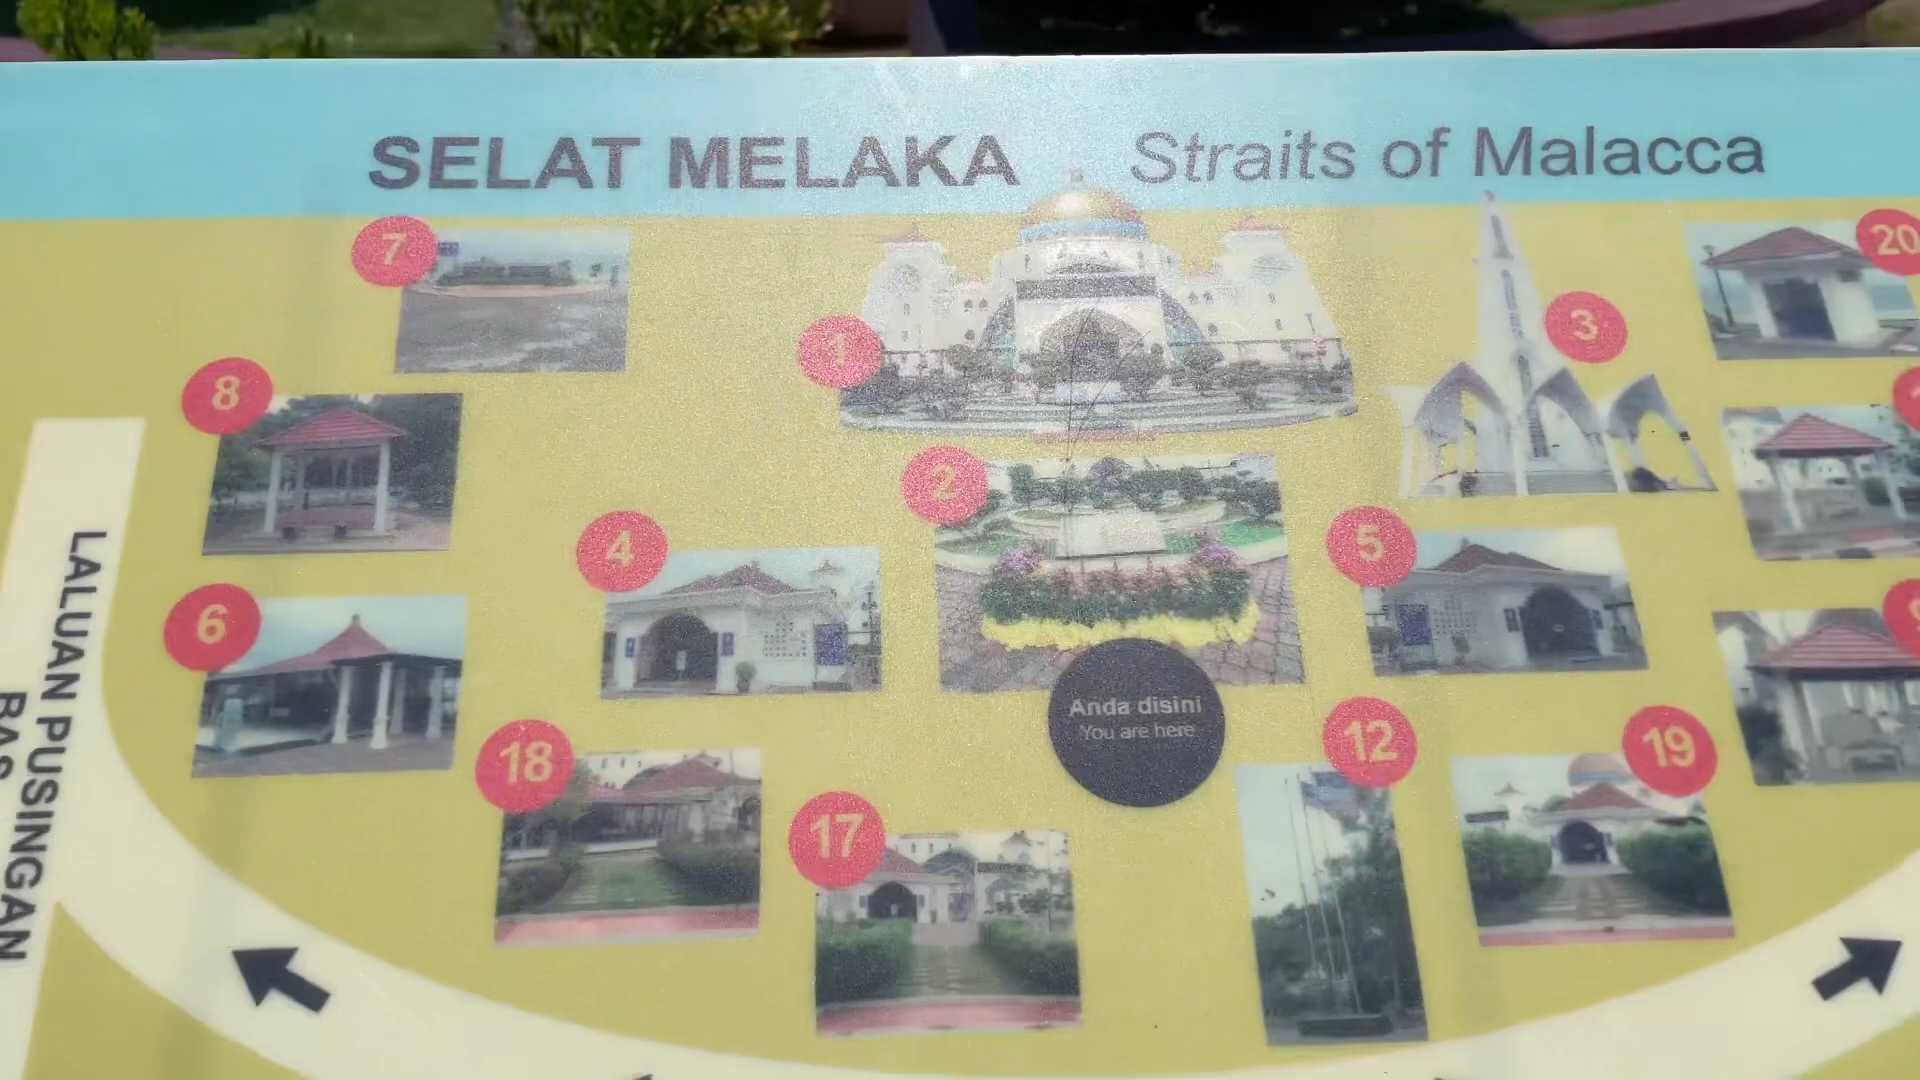 SELAT MELAKA Straits of Malacca
7
20
1
3
8
2
4
5
6
Anda disini
You are here
18
12
19
17
LALUAN PUSINGAN
BAS